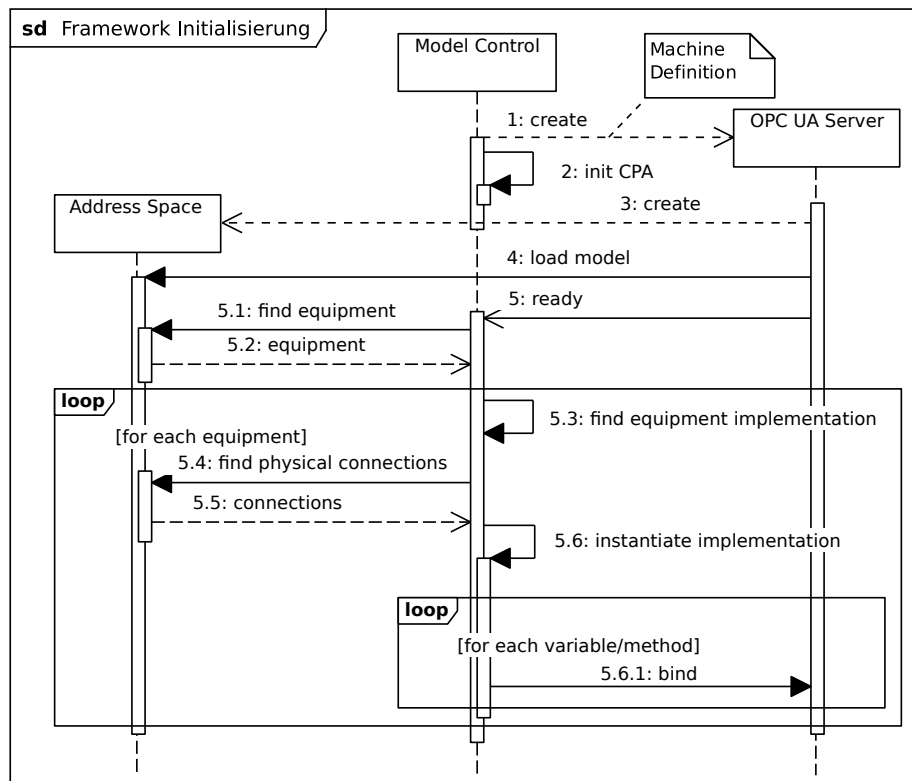 sd Framework Initialisierung
Model Control
Machine
Definition
1: create
OPC UA Server
2: init CPA
Address Space
3: create
4: load model
5: ready
5.1: find equipment
5.2: equipment
loop
5.3: find equipment implementation
[for each equipment]
5.4: find physical connections
5.5: connections
5.6: instantiate implementation
loop
[for each variable/method]
5.6.1: bind